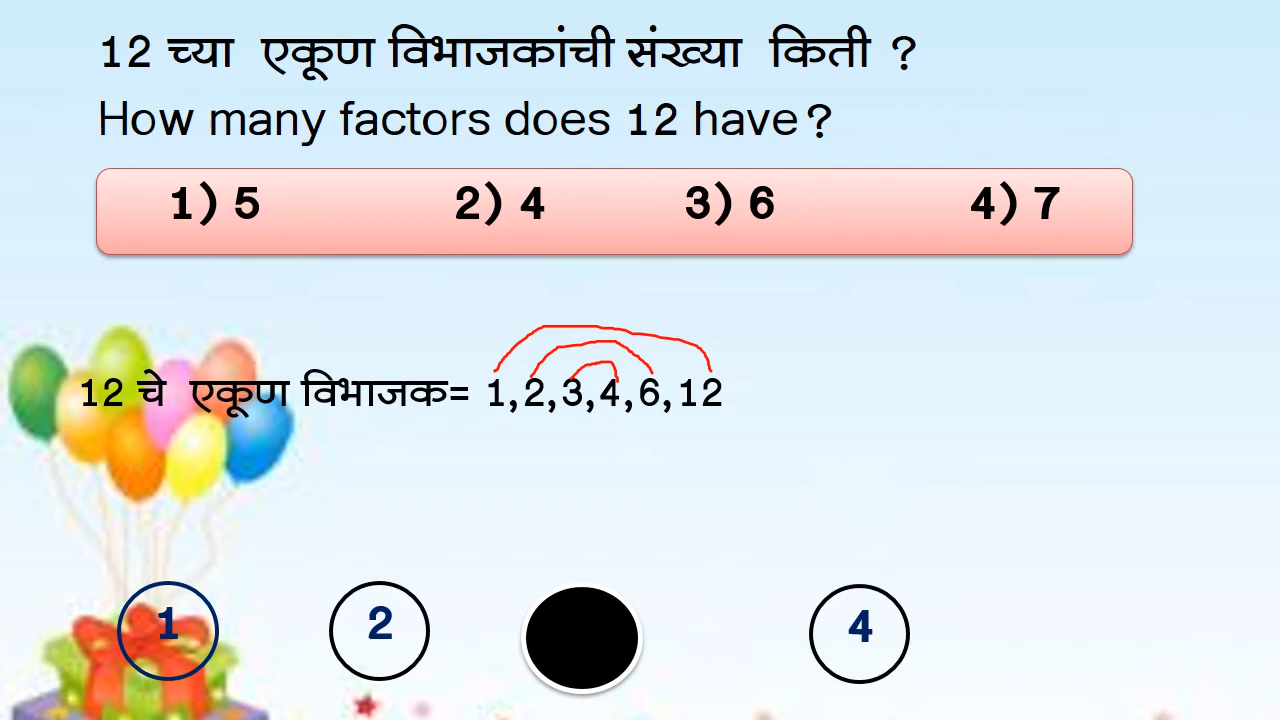 12 च्या एकूण विभाजकांची संख्या किती ?
How many factors does 12 have?
1) 5 2) 4 3) 6 4) 7
12 चे एकूण विभाजक= 1,2,3,4,6,12
1 2 4